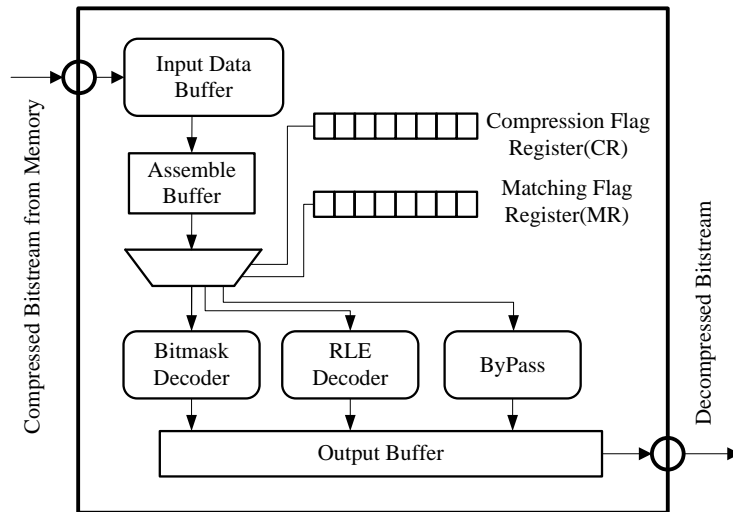 Compressed Bitstream from Memory
Input Data
Buffer
Compression Flag
Register(CR)
Assemble
Buffer
Matching Flag
Register(MR)
Bitmask
Decoder
RLE
Decoder
ByPass
Output Buffer
Decompressed Bitstream